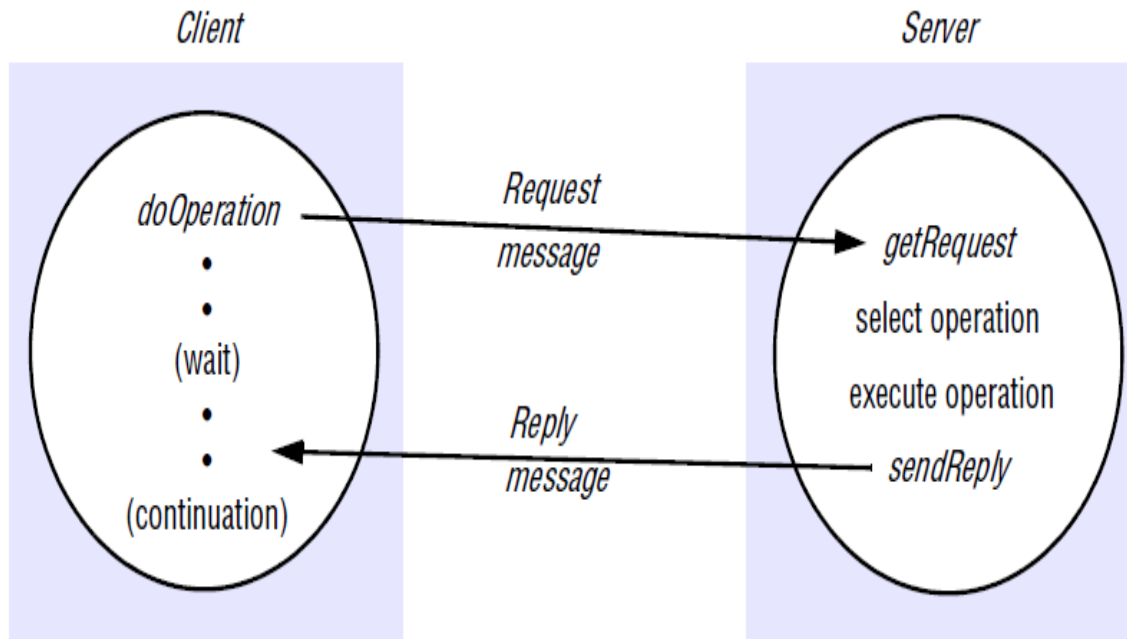 Client
Server
doOperation
•
•
(wait)
•
•
(continuation)
Request
message
Reply
message
getRequest
select operation
execute operation
sendReply